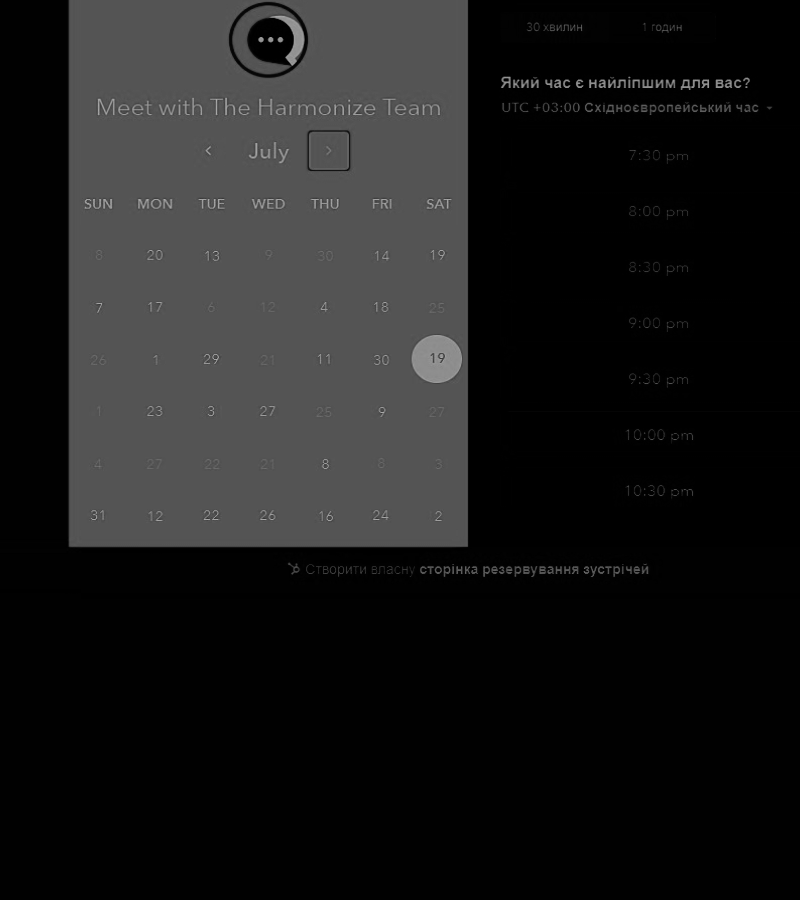 Meet with The Harmonize Team
July
SUN MON TUE WED THU FRI SAT
8 20 13 9 30 14 19
7 17 6 12 4 18 25
26 1 29 21 11 30 19
1 23 3 27 25 9 27
4 27 22 21 8 8 31
31 12 22 26 16 24 2
30 хвилин 1 годин
Який час є найліпшим для вас?
UTC +03:00 Східноєвропейський час
7:30 pm
8:00 pm
8:30 pm
9:00 pm
9:30 pm
10:00 pm
10:30 pm
Створити власну сторінка резервування зустрічей